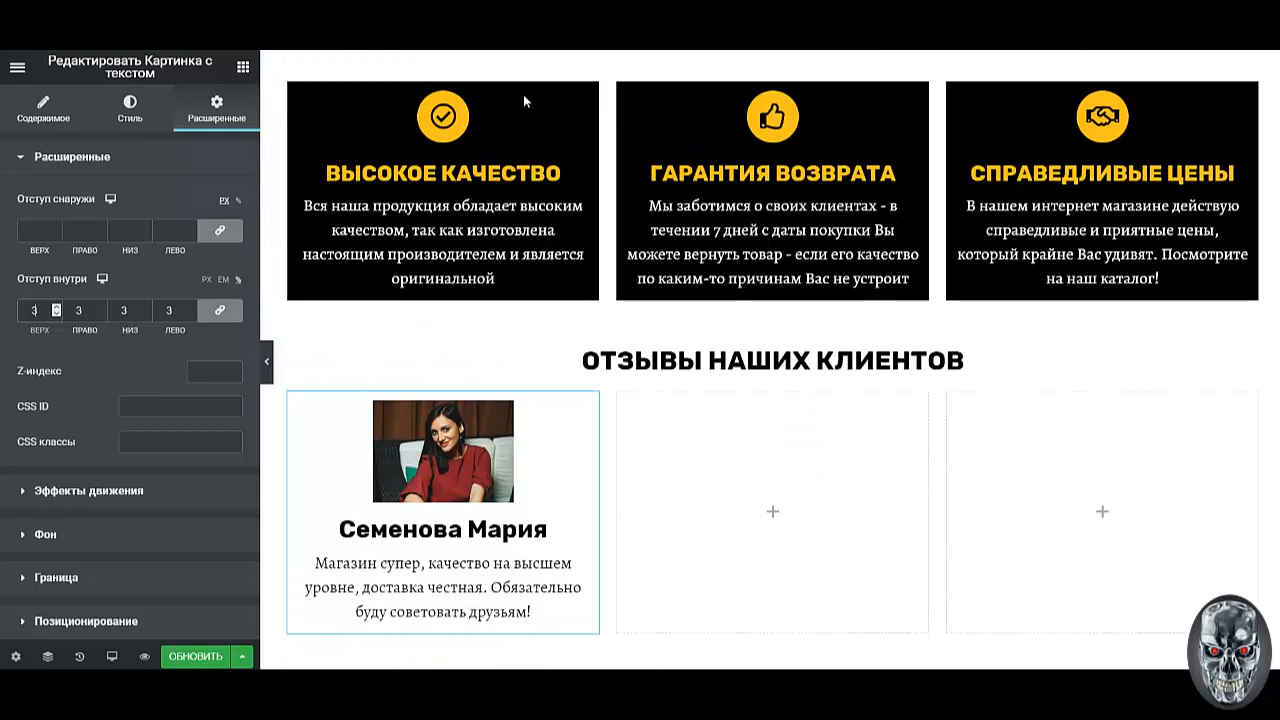 Редактировать Картинка с
текстом
Содержимое
Стиль
Расширенные
Расширенные
Отступ снаружи
PX %
ВЕРХ ПРАВО НИЗ ЛЕВО
Отступ внутри
PX EM %
3 3 3 3
ВЕРХ ПРАВО НИЗ ЛЕВО
Z-индекс
CSS ID
CSS классы
Эффекты движения
Фон
Граница
Позиционирование
ОБНОВИТЬ
ВЫСОКОЕ КАЧЕСТВО
Вся наша продукция обладает высоким
качеством, так как изготовлена
настоящим производителем и является
оригинальной
ГАРАНТИЯ ВОЗВРАТА
Мы заботимся о своих клиентах - в
течении 7 дней с даты покупки Вы
можете вернуть товар - если его качество
по каким-то причинам Вас не устроит
СПРАВЕДЛИВЫЕ ЦЕНЫ
В нашем интернет магазине действую
справедливые и приятные цены,
который крайне Вас удивят. Посмотрите
на наш каталог!
ОТЗЫВЫ НАШИХ КЛИЕНТОВ
Семенова Мария
Магазин супер, качество на высшем
уровне, доставка честная. Обязательно
буду советовать друзьям!